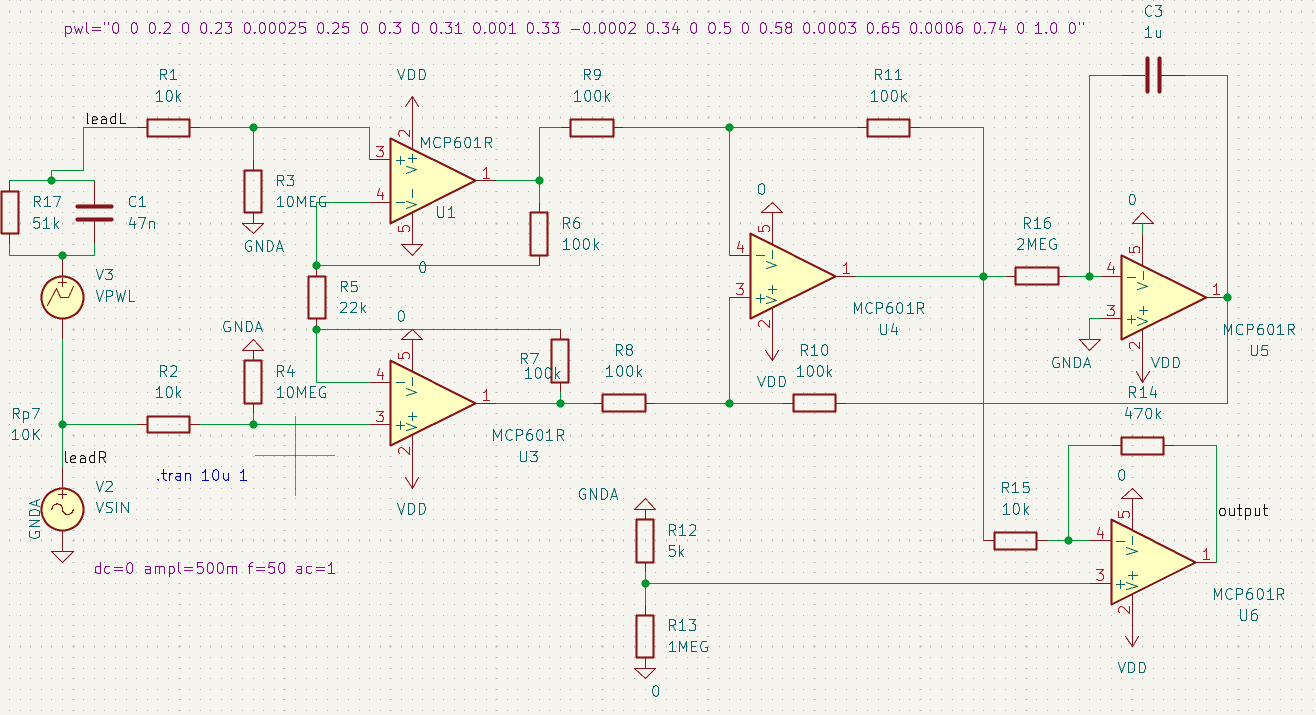 pwl="0 0 0.2 0 0.23 0.00025 0.25 0 0.3 0 0.31 0.001 0.33 −0.0002 0.34 0 0.5 0 0.58 0.0003 0.65 0.0006 0.74 0 1.0 0"
C3
1u
R1
10k
VDD
R9
100k
R11
100k
leadL
2
MCP601R
3
+
V+
1
4
−
V−
U1
5
0
R17
51k
C1
47n
R3
10MEG
GNDA
R6
100k
0
5
4
−
V−
1
3
+
V+
2
MCP601R
U4
VDD
R16
2MEG
0
5
4
−
V−
1
3
+
V+
2
MCP601R
U5
GNDA
VDD
V3
VPWL
R5
22k
GNDA
0
5
R2
10k
R4
10MEG
4
−
V−
1
3
+
V+
2
MCP601R
U3
VDD
R7
100k
R8
100k
R10
100k
R14
470k
Rp7
10K
leadR
.tran 10u 1
V2
VSIN
GNDA
dc=0 ampl=500m f=50 ac=1
GNDA
R12
5k
R13
1MEG
0
R15
10k
0
5
4
−
V−
output
1
3
+
V+
2
MCP601R
U6
VDD